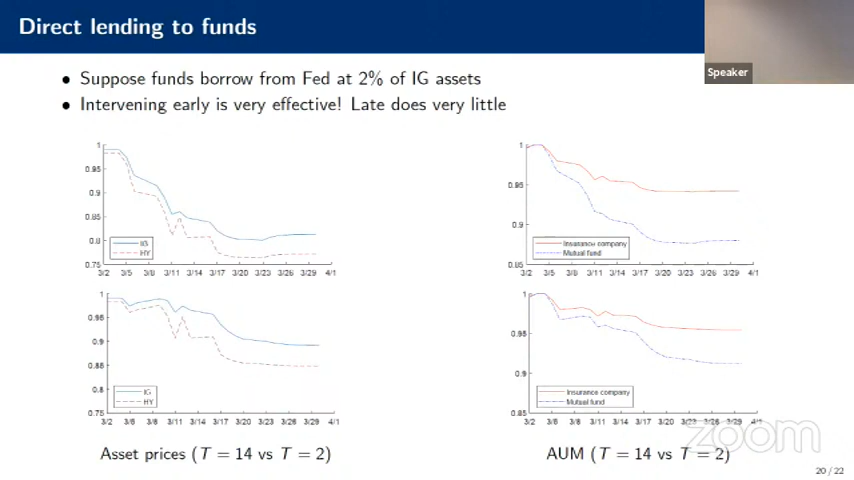 Direct lending to funds
Speaker
• Suppose funds borrow from Fed at 2% of IG assets
• Intervening early is very effective! Late does very little
1
0.95
0.9
0.85
0.8
0.75
IG
HY
3/2 3/5 3/8 3/11 3/14 3/17 3/20 3/23 3/26 3/29 4/1
1
0.95
0.9
0.85
Insurance company
Mutual fund
3/2 3/5 3/8 3/11 3/14 3/17 3/20 3/23 3/26 3/29 4/1
1
0.95
0.9
0.85
0.8
0.75
IG
HY
3/2 3/5 3/8 3/11 3/14 3/17 3/20 3/23 3/26 3/29 4/1
1
0.95
0.9
0.85
Insurance company
Mutual fund
3/2 3/5 3/8 3/11 3/14 3/17 3/20 3/23 3/26 3/29 4/1
zoom
Asset prices (T = 14 vs T = 2)
AUM (T = 14 vs T = 2)
20 / 22